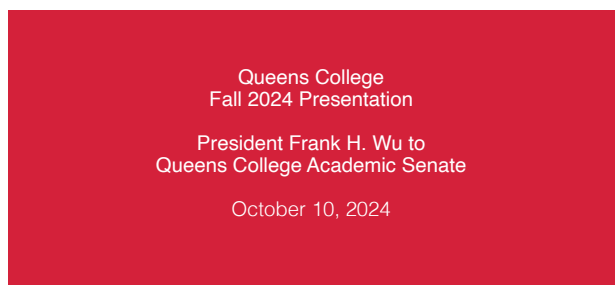 Queens College
Fall 2024 Presentation
President Frank H. Wu to
Queens College Academic Senate
October 10, 2024